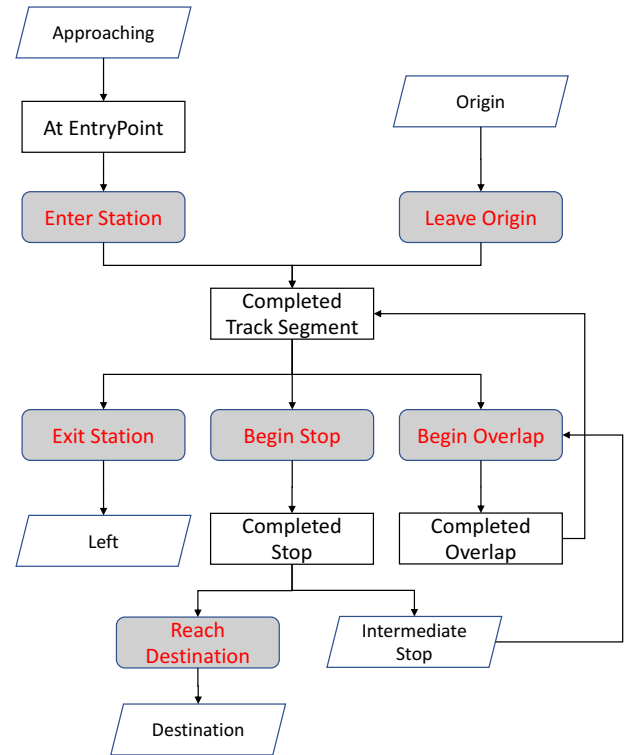 Approaching
Origin
At EntryPoint
Enter Station
Leave Origin
Completed
Track Segment
Exit Station
Begin Stop
Begin Overlap
Left
Completed
Stop
Completed
Overlap
Reach
Destination
Intermediate
Stop
Destination